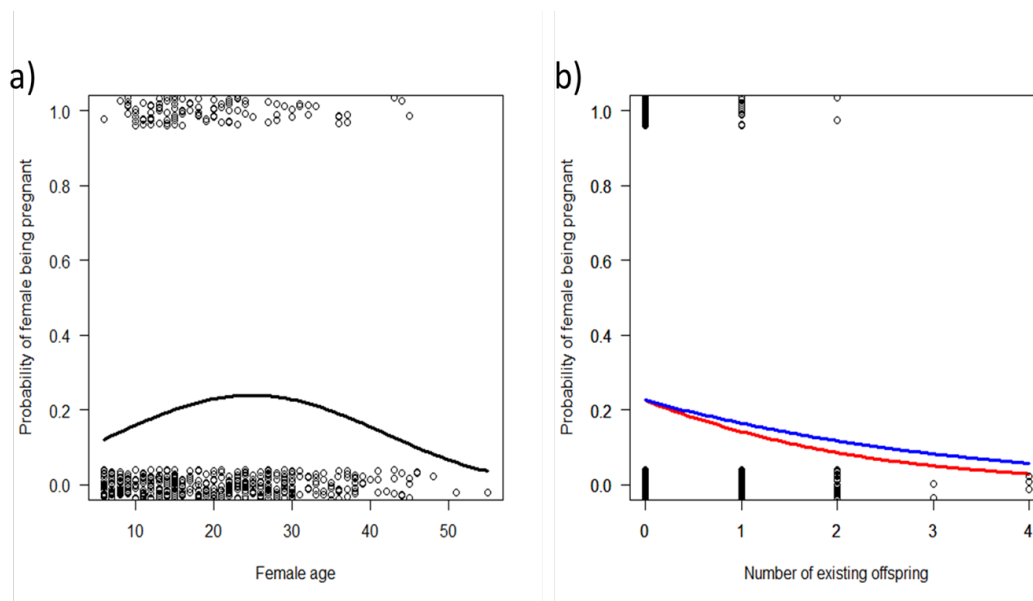 a)
Probability of female being pregnant
1.0
0.8
0.6
0.4
0.2
0.0
10 20 30 40 50
Female age
b)
Probability of female being pregnant
1.0
0.8
0.6
0.4
0.2
0.0
0 1 2 3 4
Number of existing offspring